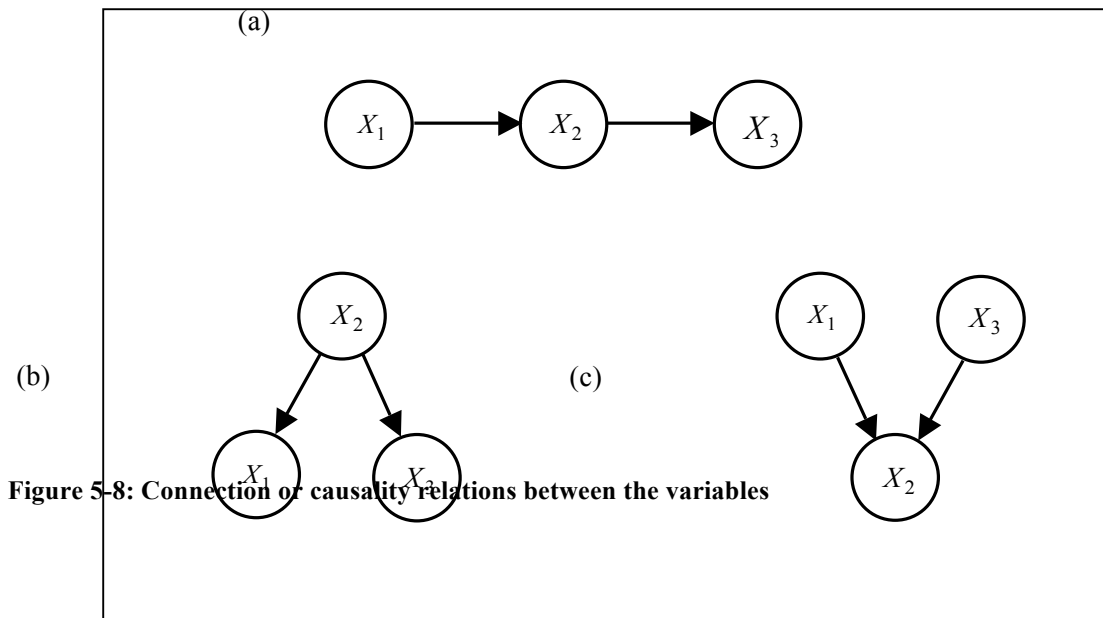 (a)
X₁ X₂ X₃
X₂ X₁ X₃
(b) (c)
X₁ X₃
Figure 5-8: Connection or causality relations between the variables
X₂